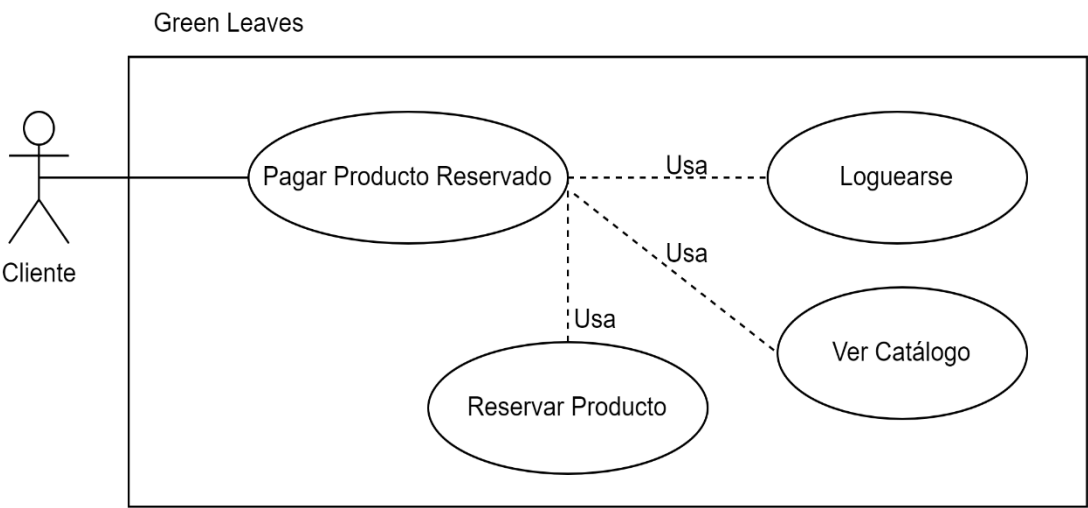 Green Leaves
Pagar Producto Reservado
Usa
Loguearse
Usa
Cliente
Usa
Ver Catálogo
Reservar Producto